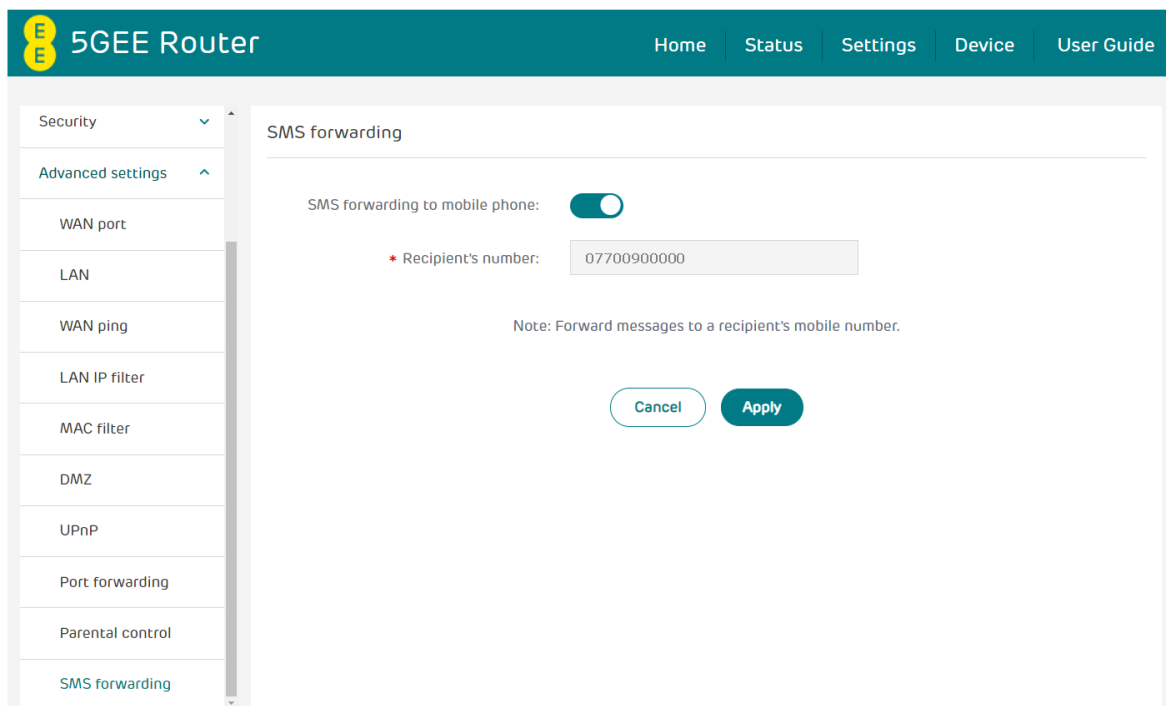 E
E
5GEE Router
Home
Status
Settings
Device
User Guide
Security
Advanced settings
WAN port
LAN
WAN ping
LAN IP filter
MAC filter
DMZ
UPnP
Port forwarding
Parental control
SMS forwarding
SMS forwarding
SMS forwarding to mobile phone:
* Recipient's number:
07700900000
Note: Forward messages to a recipient's mobile number.
Cancel
Apply